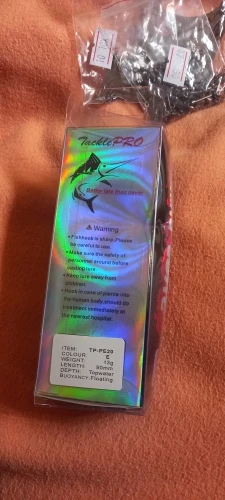 TacklePRO
Better late than never
⚠ Warning
• Fishhook is sharp.Please
be careful to use.
• Make sure the safety of
personnel around before
casting lure.
• Keep lure away from
children.
• Hook in case of pierce into
the human body,should do
treatment immediately at
the nearest hospital.
ITEM: TP-PE20
COLOUR: E
WEIGHT: 12g
LENGTH: 90mm
DEPTH: Topwater
BUOYANCY:Floating